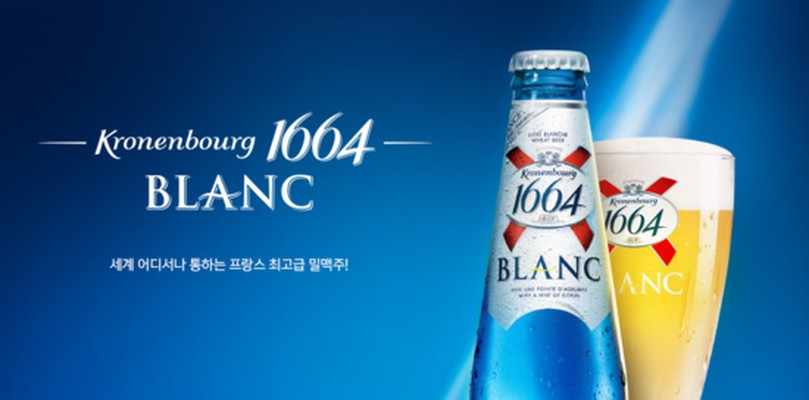 Kronenbourg 1664
BLANC
세계 어디서나 통하는 프랑스 최고급 밀맥주!
BIÈRE BLANCHE
WHEAT BEER
Kronenbourg
1664
BLANC
AVEC UNE POINTE D'AGRUMES
WITH A HINT OF CITRUS
Kronenbourg
1664
ANC